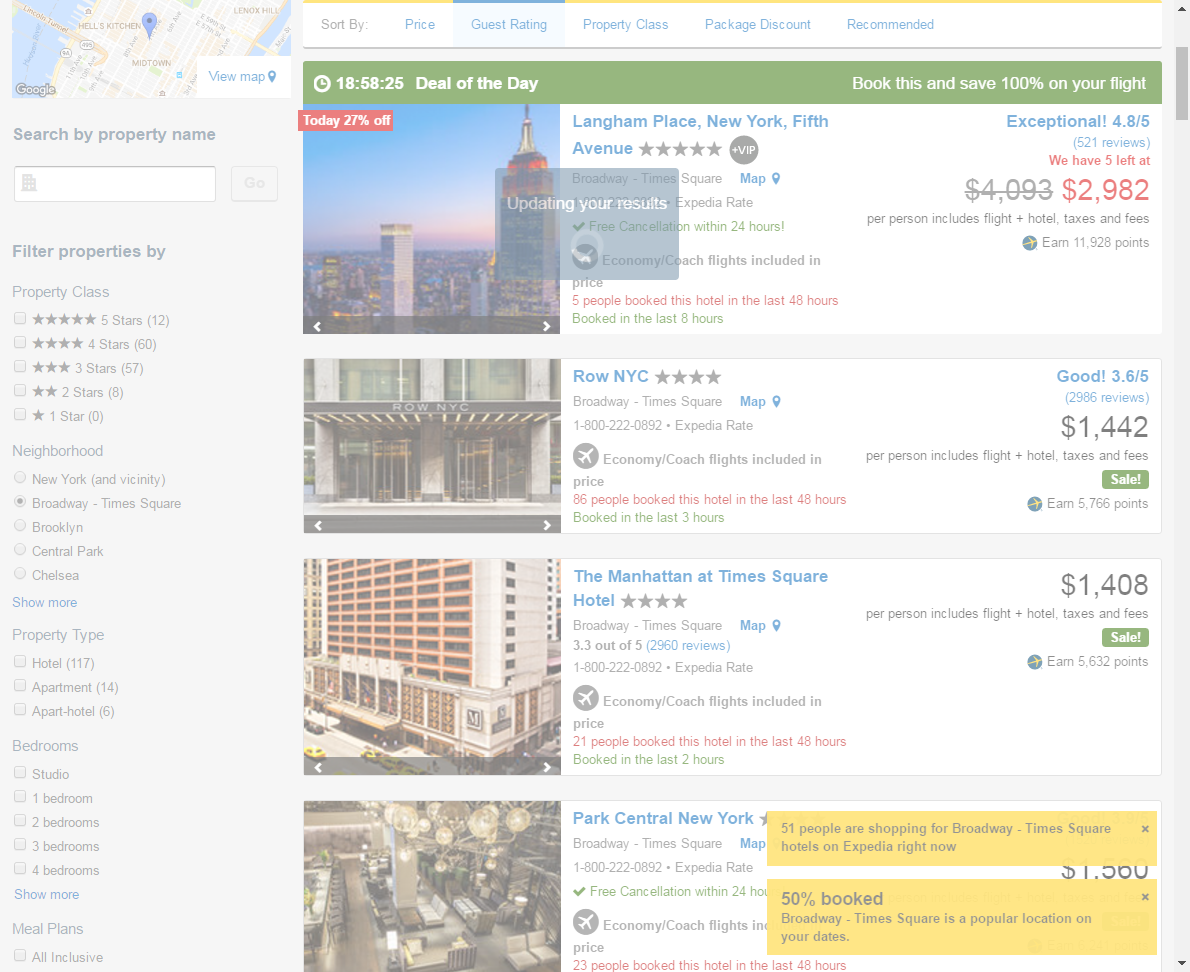 Lincoln Tunnel
HELL'S KITCHEN
LENOX HILL
495
9A
MIDTOWN
Google
View map
Search by property name
Go
Filter properties by
Property Class
5 Stars (12)
4 Stars (60)
3 Stars (57)
2 Stars (8)
1 Star (0)
Neighborhood
New York (and vicinity)
Broadway - Times Square
Brooklyn
Central Park
Chelsea
Show more
Property Type
Hotel (117)
Apartment (14)
Apart-hotel (6)
Bedrooms
Studio
1 bedroom
2 bedrooms
3 bedrooms
4 bedrooms
Show more
Meal Plans
All Inclusive
Sort By: Price Guest Rating Property Class Package Discount Recommended
18:58:25 Deal of the Day Book this and save 100% on your flight
Today 27% off
Langham Place, New York, Fifth
Avenue +VIP
Broadway - Times Square Map
Expedia Rate
Updating your results
Free Cancellation within 24 hours!
Economy/Coach flights included in
price
5 people booked this hotel in the last 48 hours
Booked in the last 8 hours
Exceptional! 4.8/5
(521 reviews)
We have 5 left at
$4,093 $2,982
per person includes flight + hotel, taxes and fees
Earn 11,928 points
ROW NYC
Row NYC
Broadway - Times Square Map
1-800-222-0892 • Expedia Rate
Economy/Coach flights included in
price
86 people booked this hotel in the last 48 hours
Booked in the last 3 hours
Good! 3.6/5
(2986 reviews)
$1,442
per person includes flight + hotel, taxes and fees
Sale!
Earn 5,766 points
The Manhattan at Times Square
Hotel
Broadway - Times Square Map
3.3 out of 5 (2960 reviews)
1-800-222-0892 • Expedia Rate
Economy/Coach flights included in
price
21 people booked this hotel in the last 48 hours
Booked in the last 2 hours
$1,408
per person includes flight + hotel, taxes and fees
Sale!
Earn 5,632 points
Park Central New York
Broadway - Times Square Map
1-800-222-0892 • Expedia Rate
Free Cancellation within 24
Economy/Coach flights included in
price
23 people booked this hotel in the last 48 hours
$1,560
51 people are shopping for Broadway - Times Square
hotels on Expedia right now
50% booked
Broadway - Times Square is a popular location on
your dates.